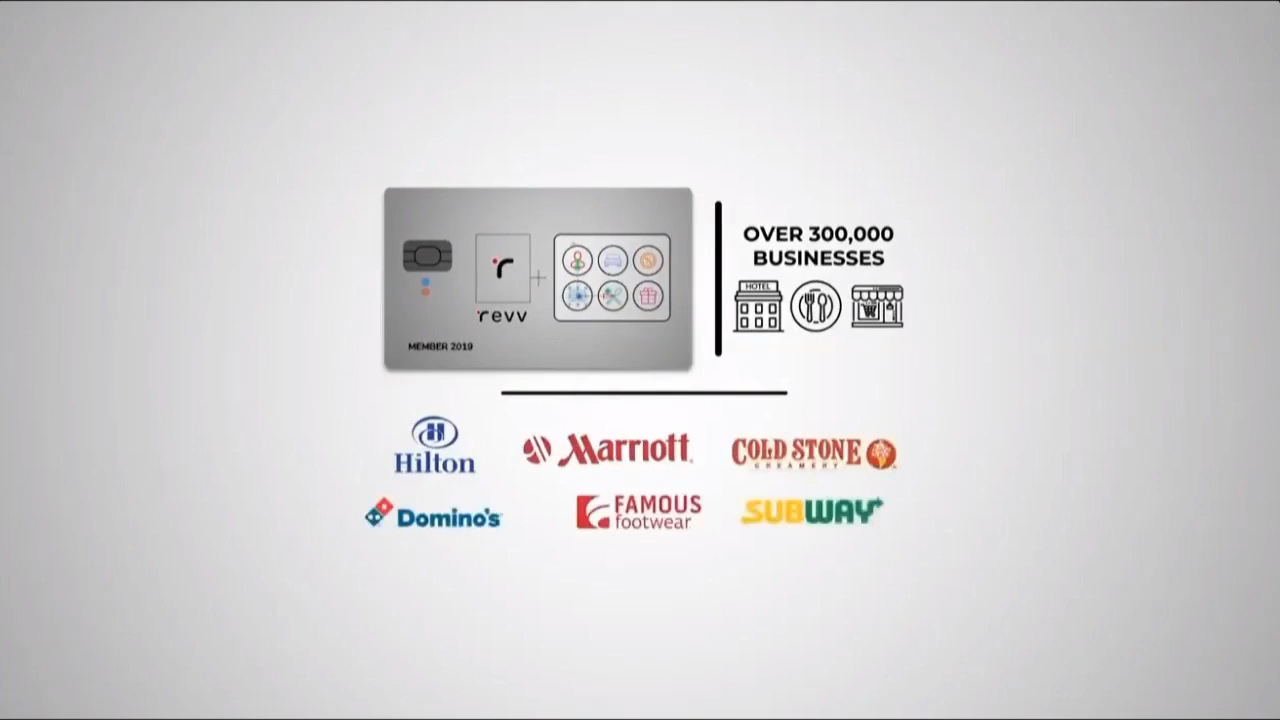 OVER 300,000
BUSINESSES
HOTEL
r
revv
MEMBER 2019
H
Hilton
Marriott
COLD STONE
CREAMERY
Domino's
FAMOUS
footwear
SUBWAY